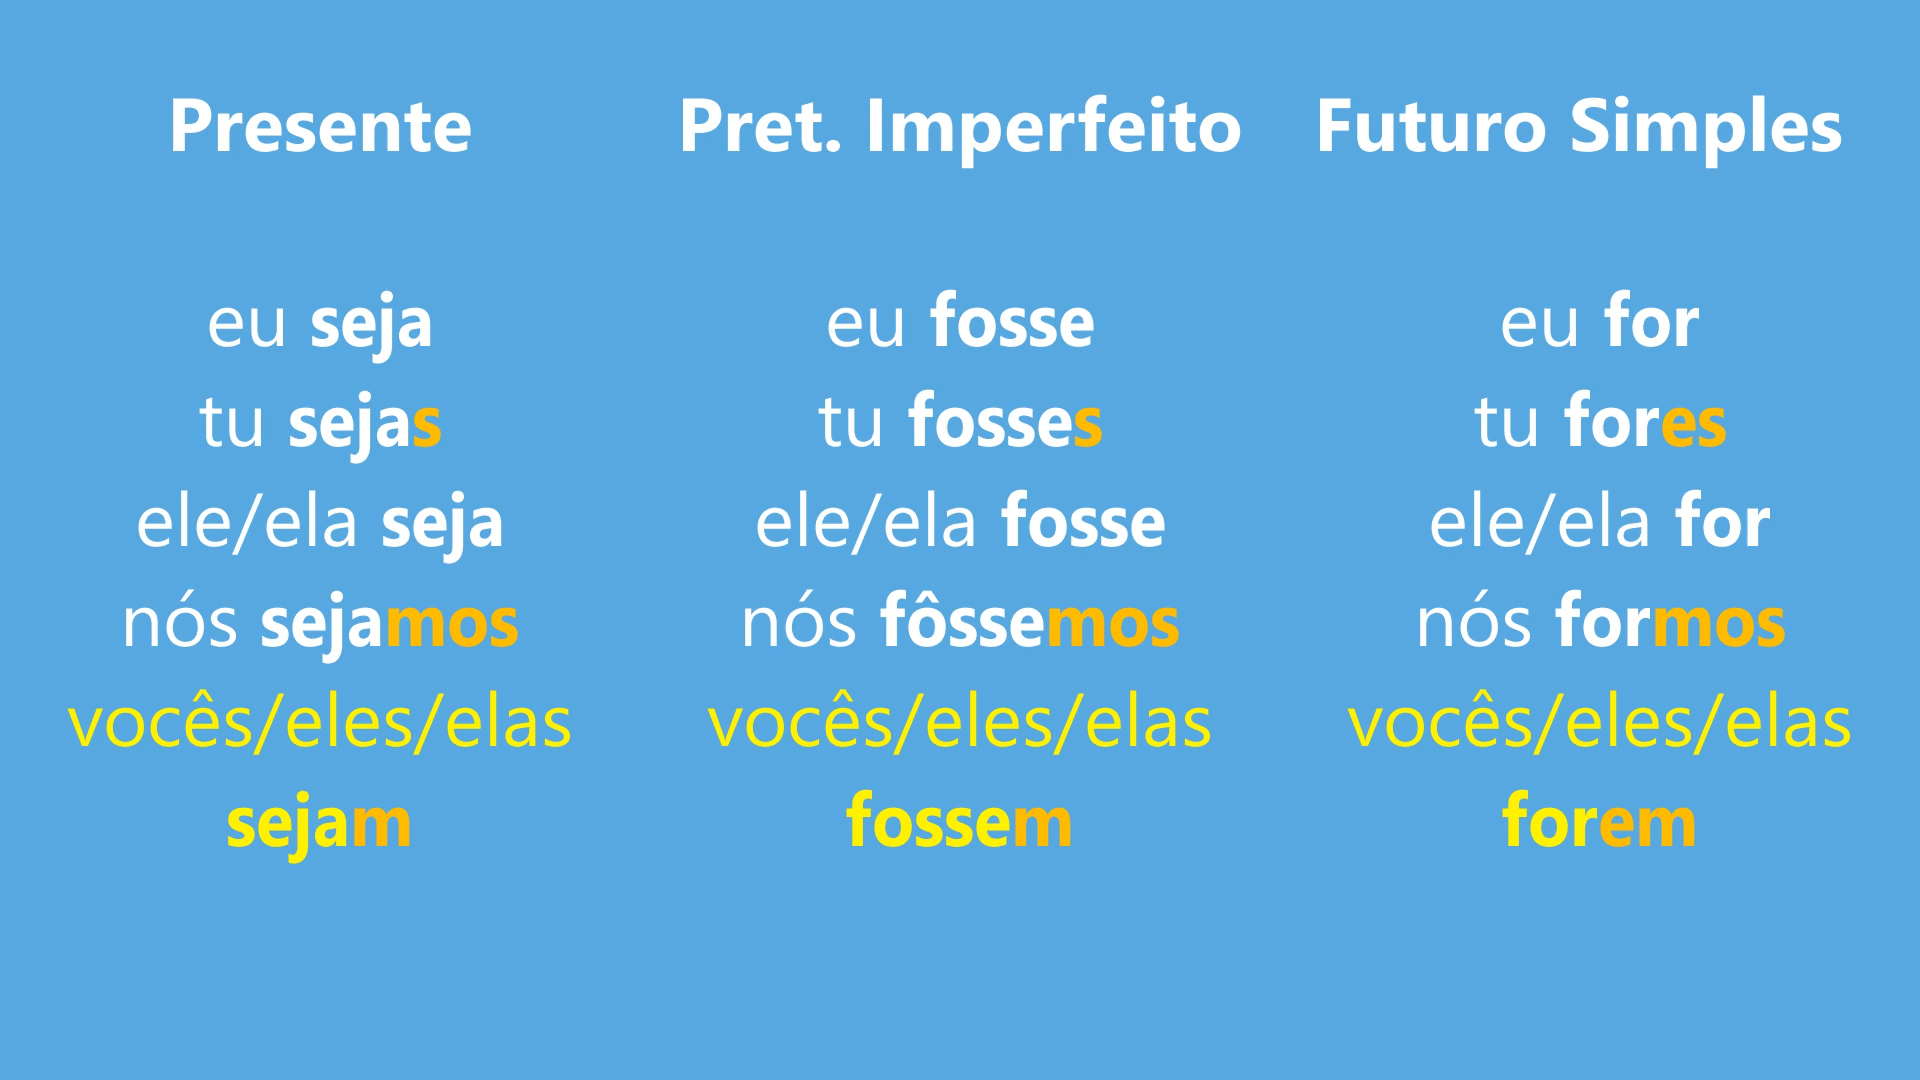 Presente
eu seja
tu sejas
ele/ela seja
nós sejamos
vocês/eles/elas
sejam
Pret. Imperfeito
eu fosse
tu fosses
ele/ela fosse
nós fôssemos
vocês/eles/elas
fossem
Futuro Simples
eu for
tu fores
ele/ela for
nós formos
vocês/eles/elas
forem